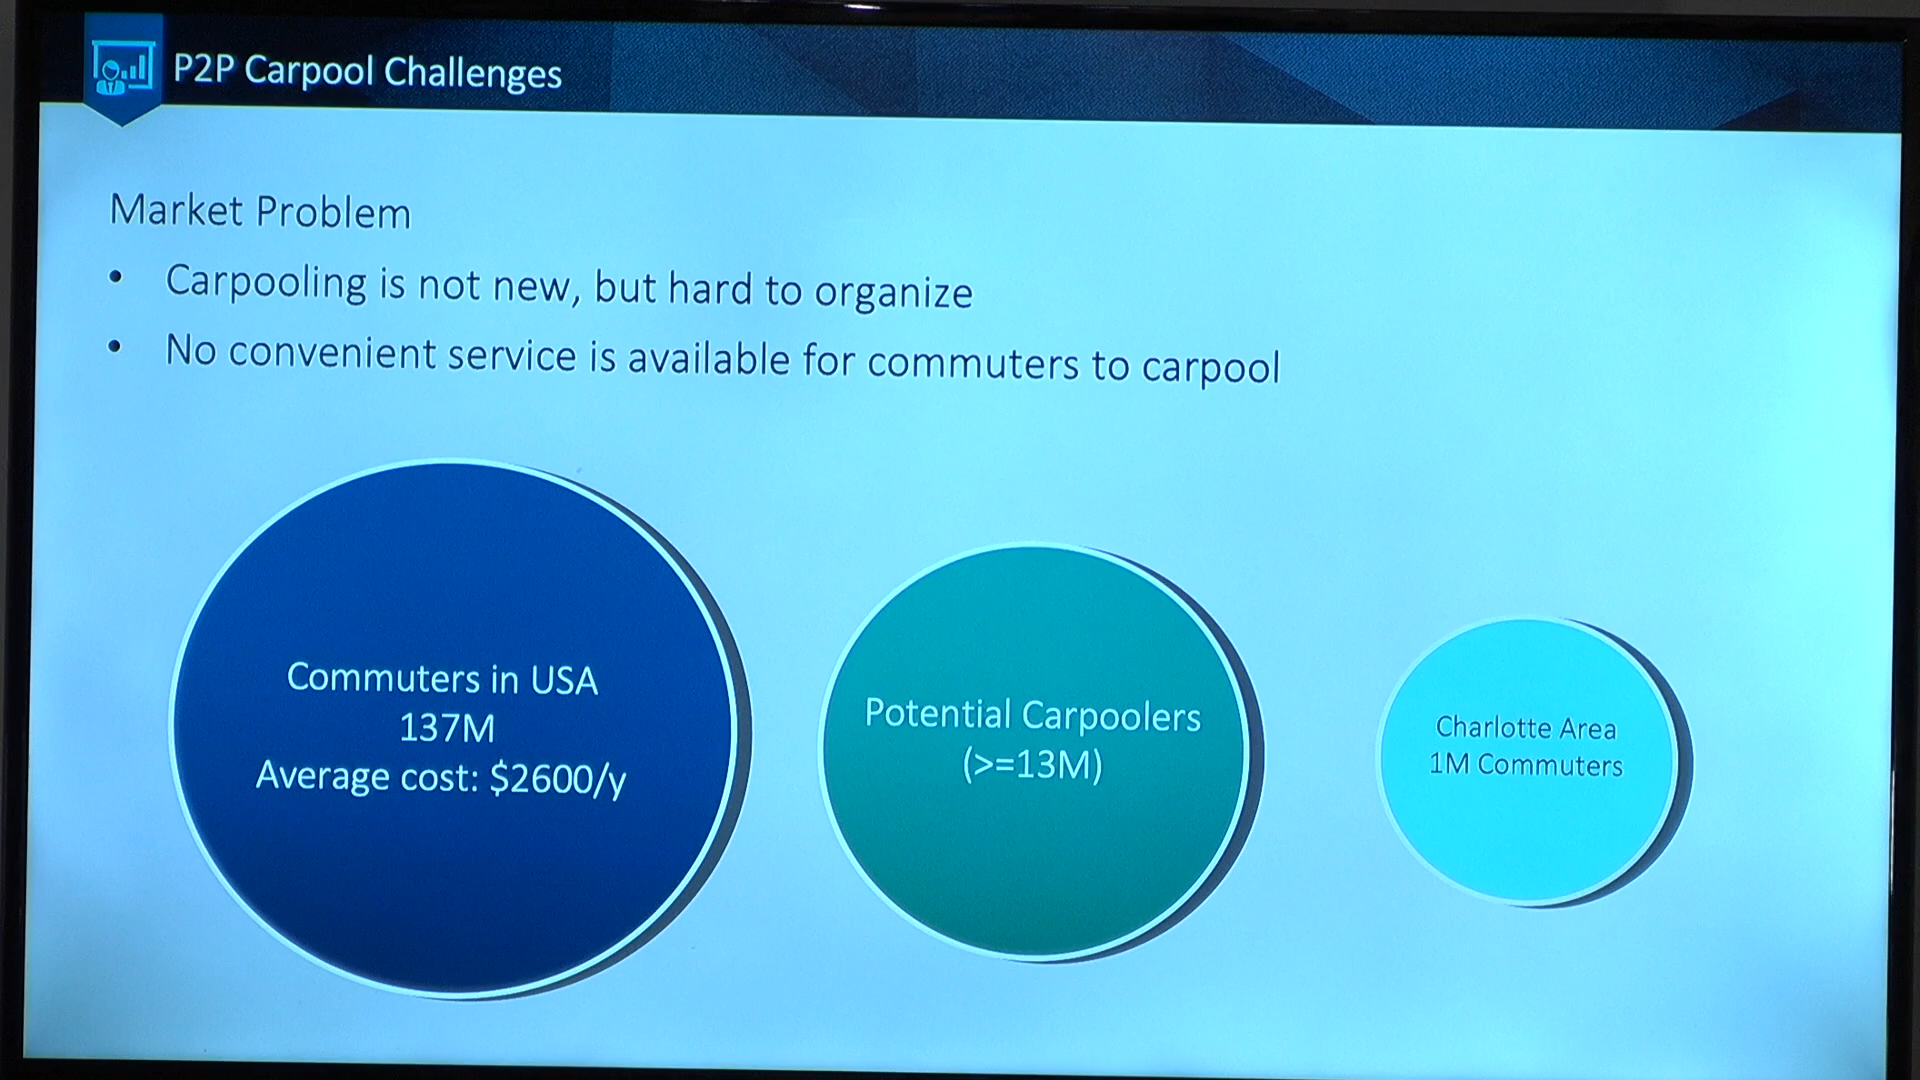 P2P Carpool Challenges
Market Problem
• Carpooling is not new, but hard to organize
• No convenient service is available for commuters to carpool
Commuters in USA
137M
Average cost: $2600/y
Potential Carpoolers
(>=13M)
Charlotte Area
1M Commuters